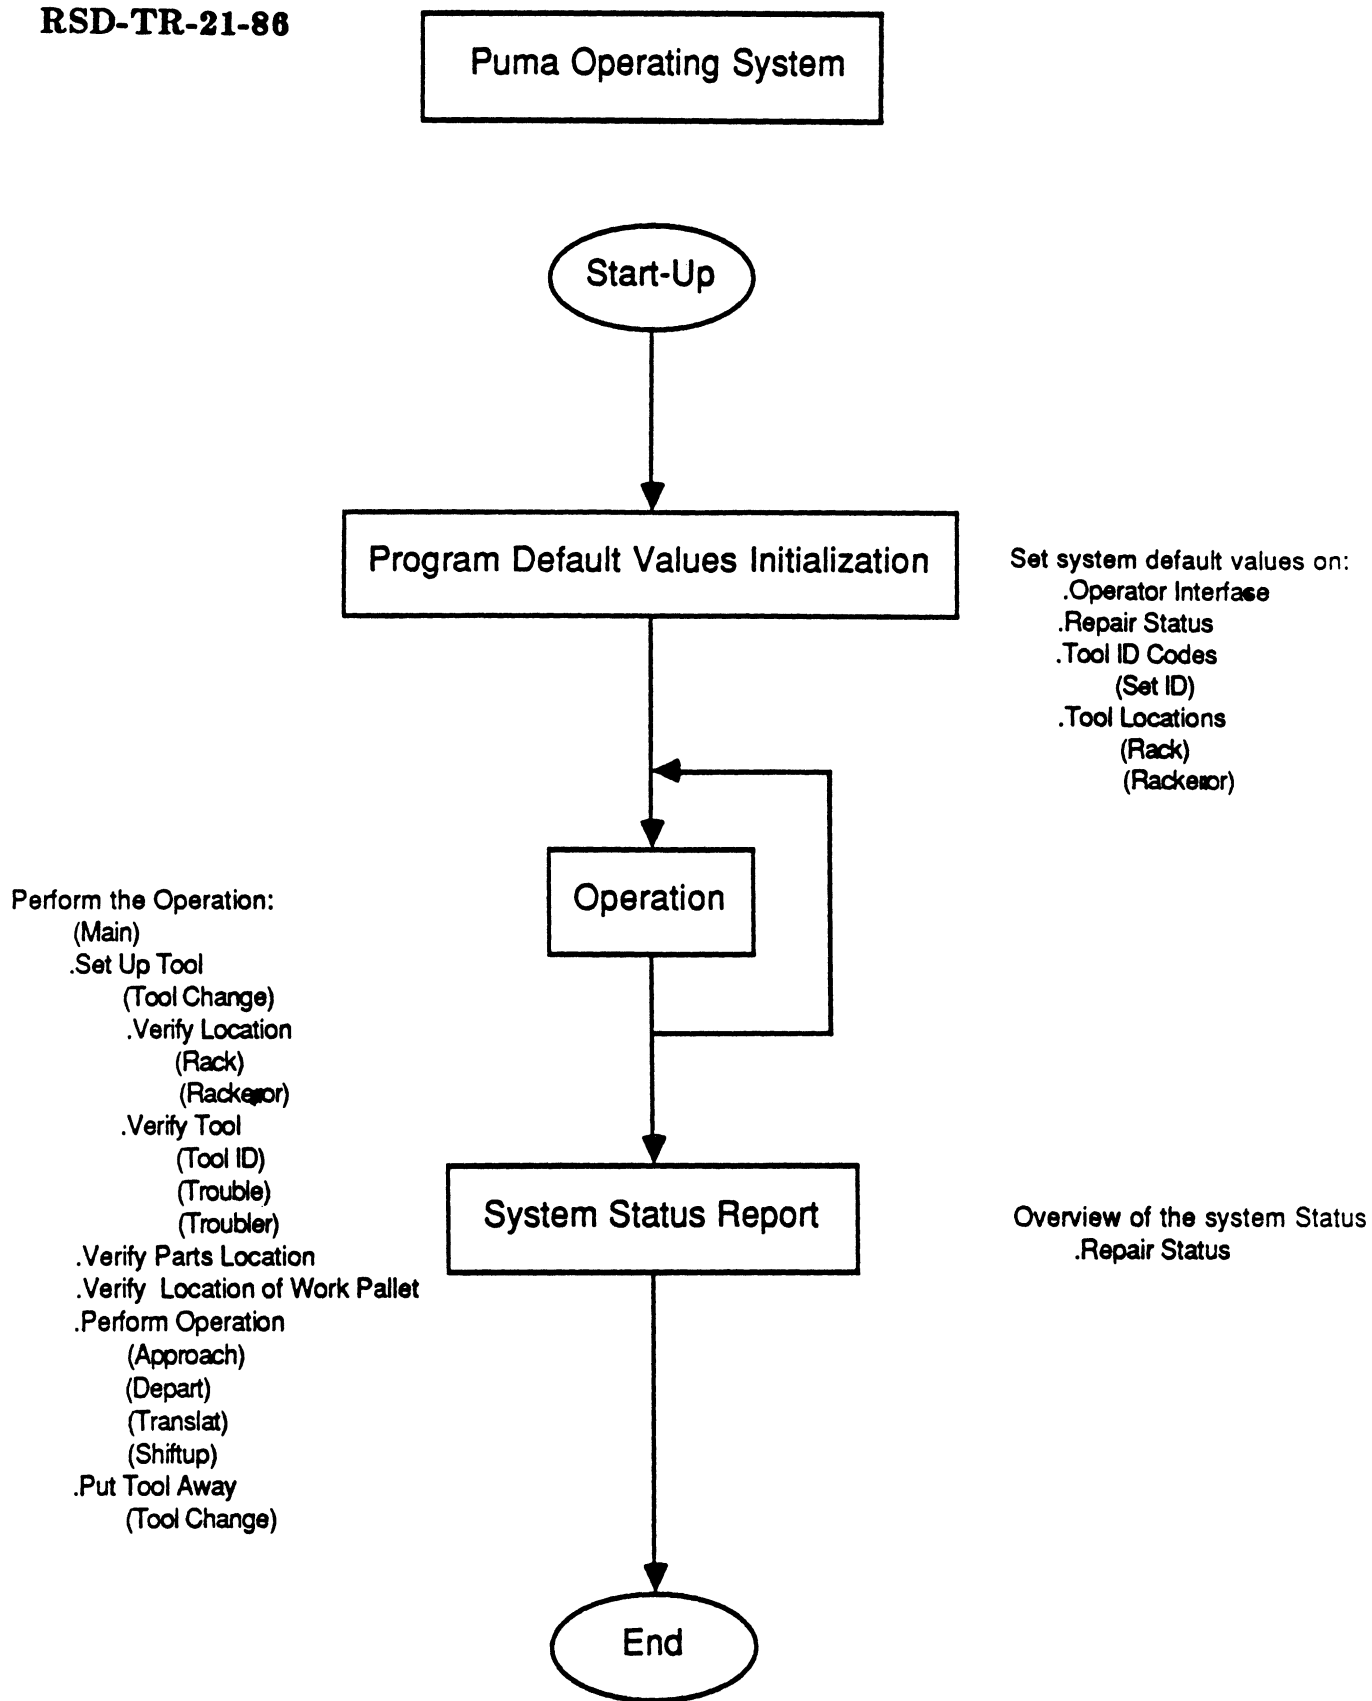 RSD-TR-21-86
Puma Operating System
Start-Up
Program Default Values Initialization
Set system default values on:
.Operator Interface
.Repair Status
.Tool ID Codes
(Set ID)
.Tool Locations
(Rack)
(Rackerror)
Operation
Perform the Operation:
(Main)
.Set Up Tool
(Tool Change)
.Verify Location
(Rack)
(Rackerror)
.Verify Tool
(Tool ID)
(Trouble)
(Troubler)
.Verify Parts Location
.Verify Location of Work Pallet
.Perform Operation
(Approach)
(Depart)
(Translat)
(Shiftup)
.Put Tool Away
(Tool Change)
System Status Report
Overview of the system Status
.Repair Status
End